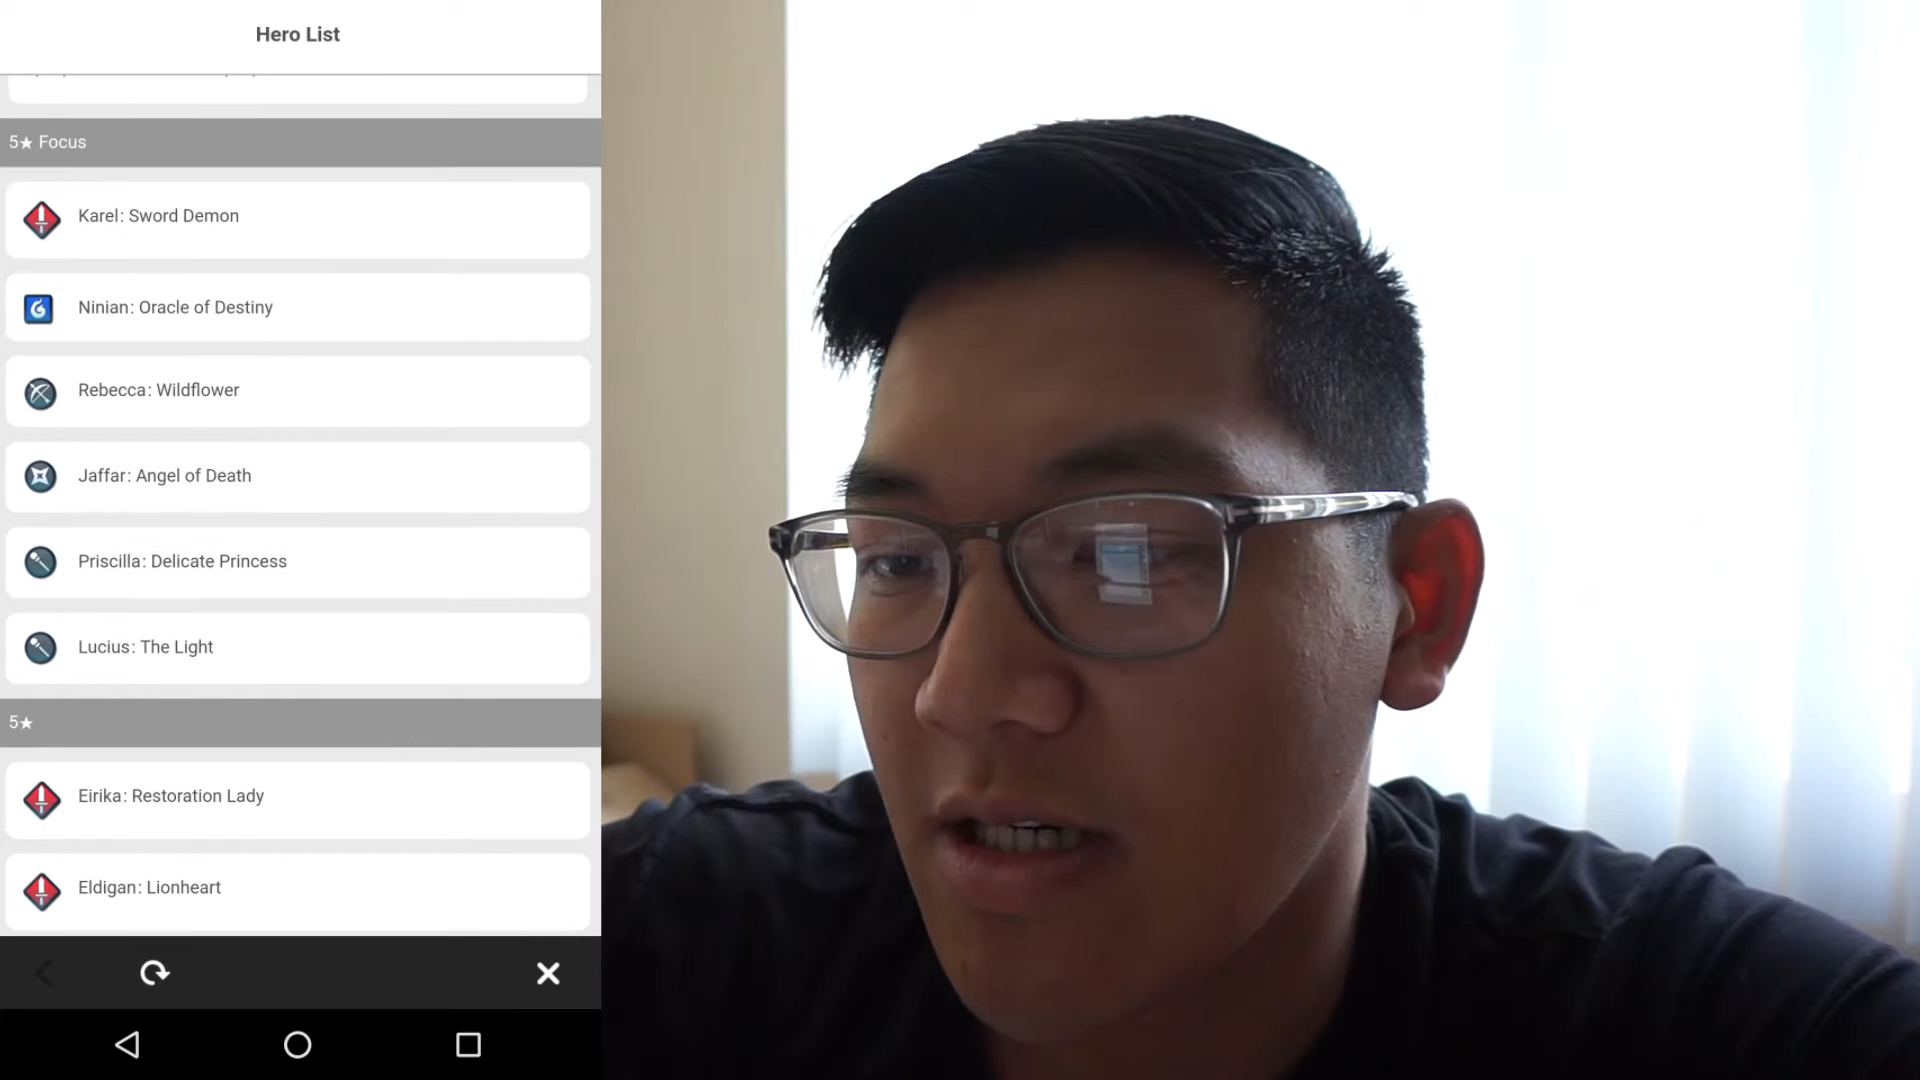 Hero List
5★ Focus
Karel: Sword Demon
Ninian: Oracle of Destiny
Rebecca: Wildflower
Jaffar: Angel of Death
Priscilla: Delicate Princess
Lucius: The Light
5★
Eirika: Restoration Lady
Eldigan: Lionheart